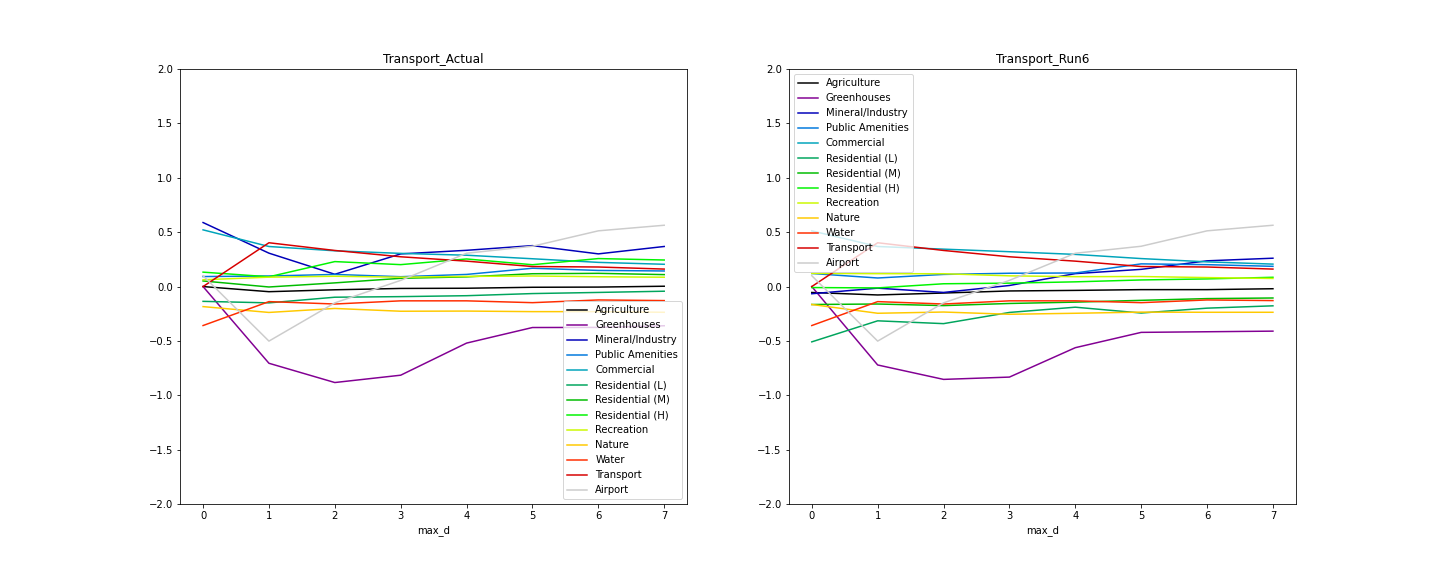 Transport_Actual
2.0
1.5
1.0
0.5
0.0
−0.5
−1.0
−1.5
−2.0
0 1 2 3 4 5 6 7
max_d
Agriculture
Greenhouses
Mineral/Industry
Public Amenities
Commercial
Residential (L)
Residential (M)
Residential (H)
Recreation
Nature
Water
Transport
Airport
Transport_Run6
2.0
1.5
1.0
0.5
0.0
−0.5
−1.0
−1.5
−2.0
0 1 2 3 4 5 6 7
max_d
Agriculture
Greenhouses
Mineral/Industry
Public Amenities
Commercial
Residential (L)
Residential (M)
Residential (H)
Recreation
Nature
Water
Transport
Airport